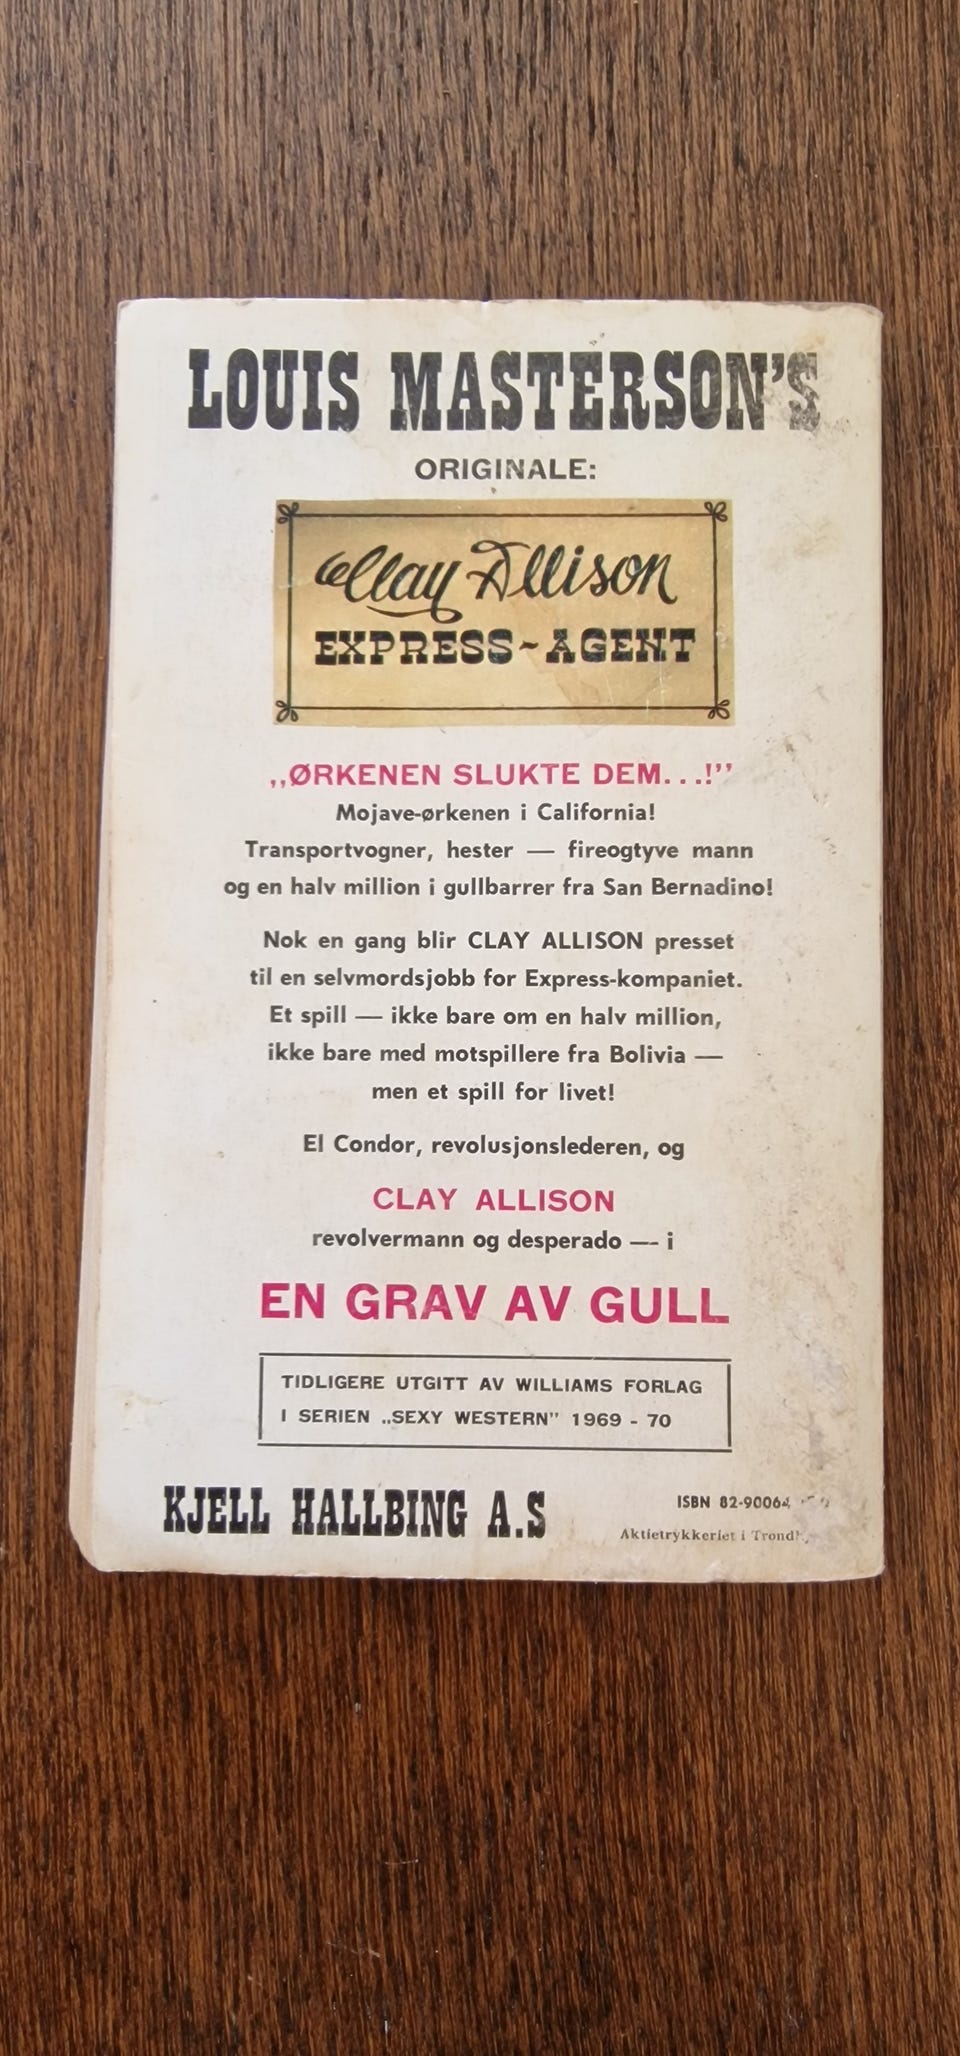 LOUIS MASTERSON'S
ORIGINALE:
Clay Allison
EXPRESS~AGENT
„ØRKENEN SLUKTE DEM...!”
Mojave-ørkenen i California!
Transportvogner, hester — fireogtyve mann
og en halv million i gullbarrer fra San Bernadino!
Nok en gang blir CLAY ALLISON presset
til en selvmordsjobb for Express-kompaniet.
Et spill — ikke bare om en halv million,
ikke bare med motspillere fra Bolivia —
men et spill for livet!
El Condor, revolusjonslederen, og
CLAY ALLISON
revolvermann og desperado — i
EN GRAV AV GULL
TIDLIGERE UTGITT AV WILLIAMS FORLAG
I SERIEN „SEXY WESTERN” 1969 - 70
KJELL HALLBING A.S
ISBN
Aktietrykkeriet i